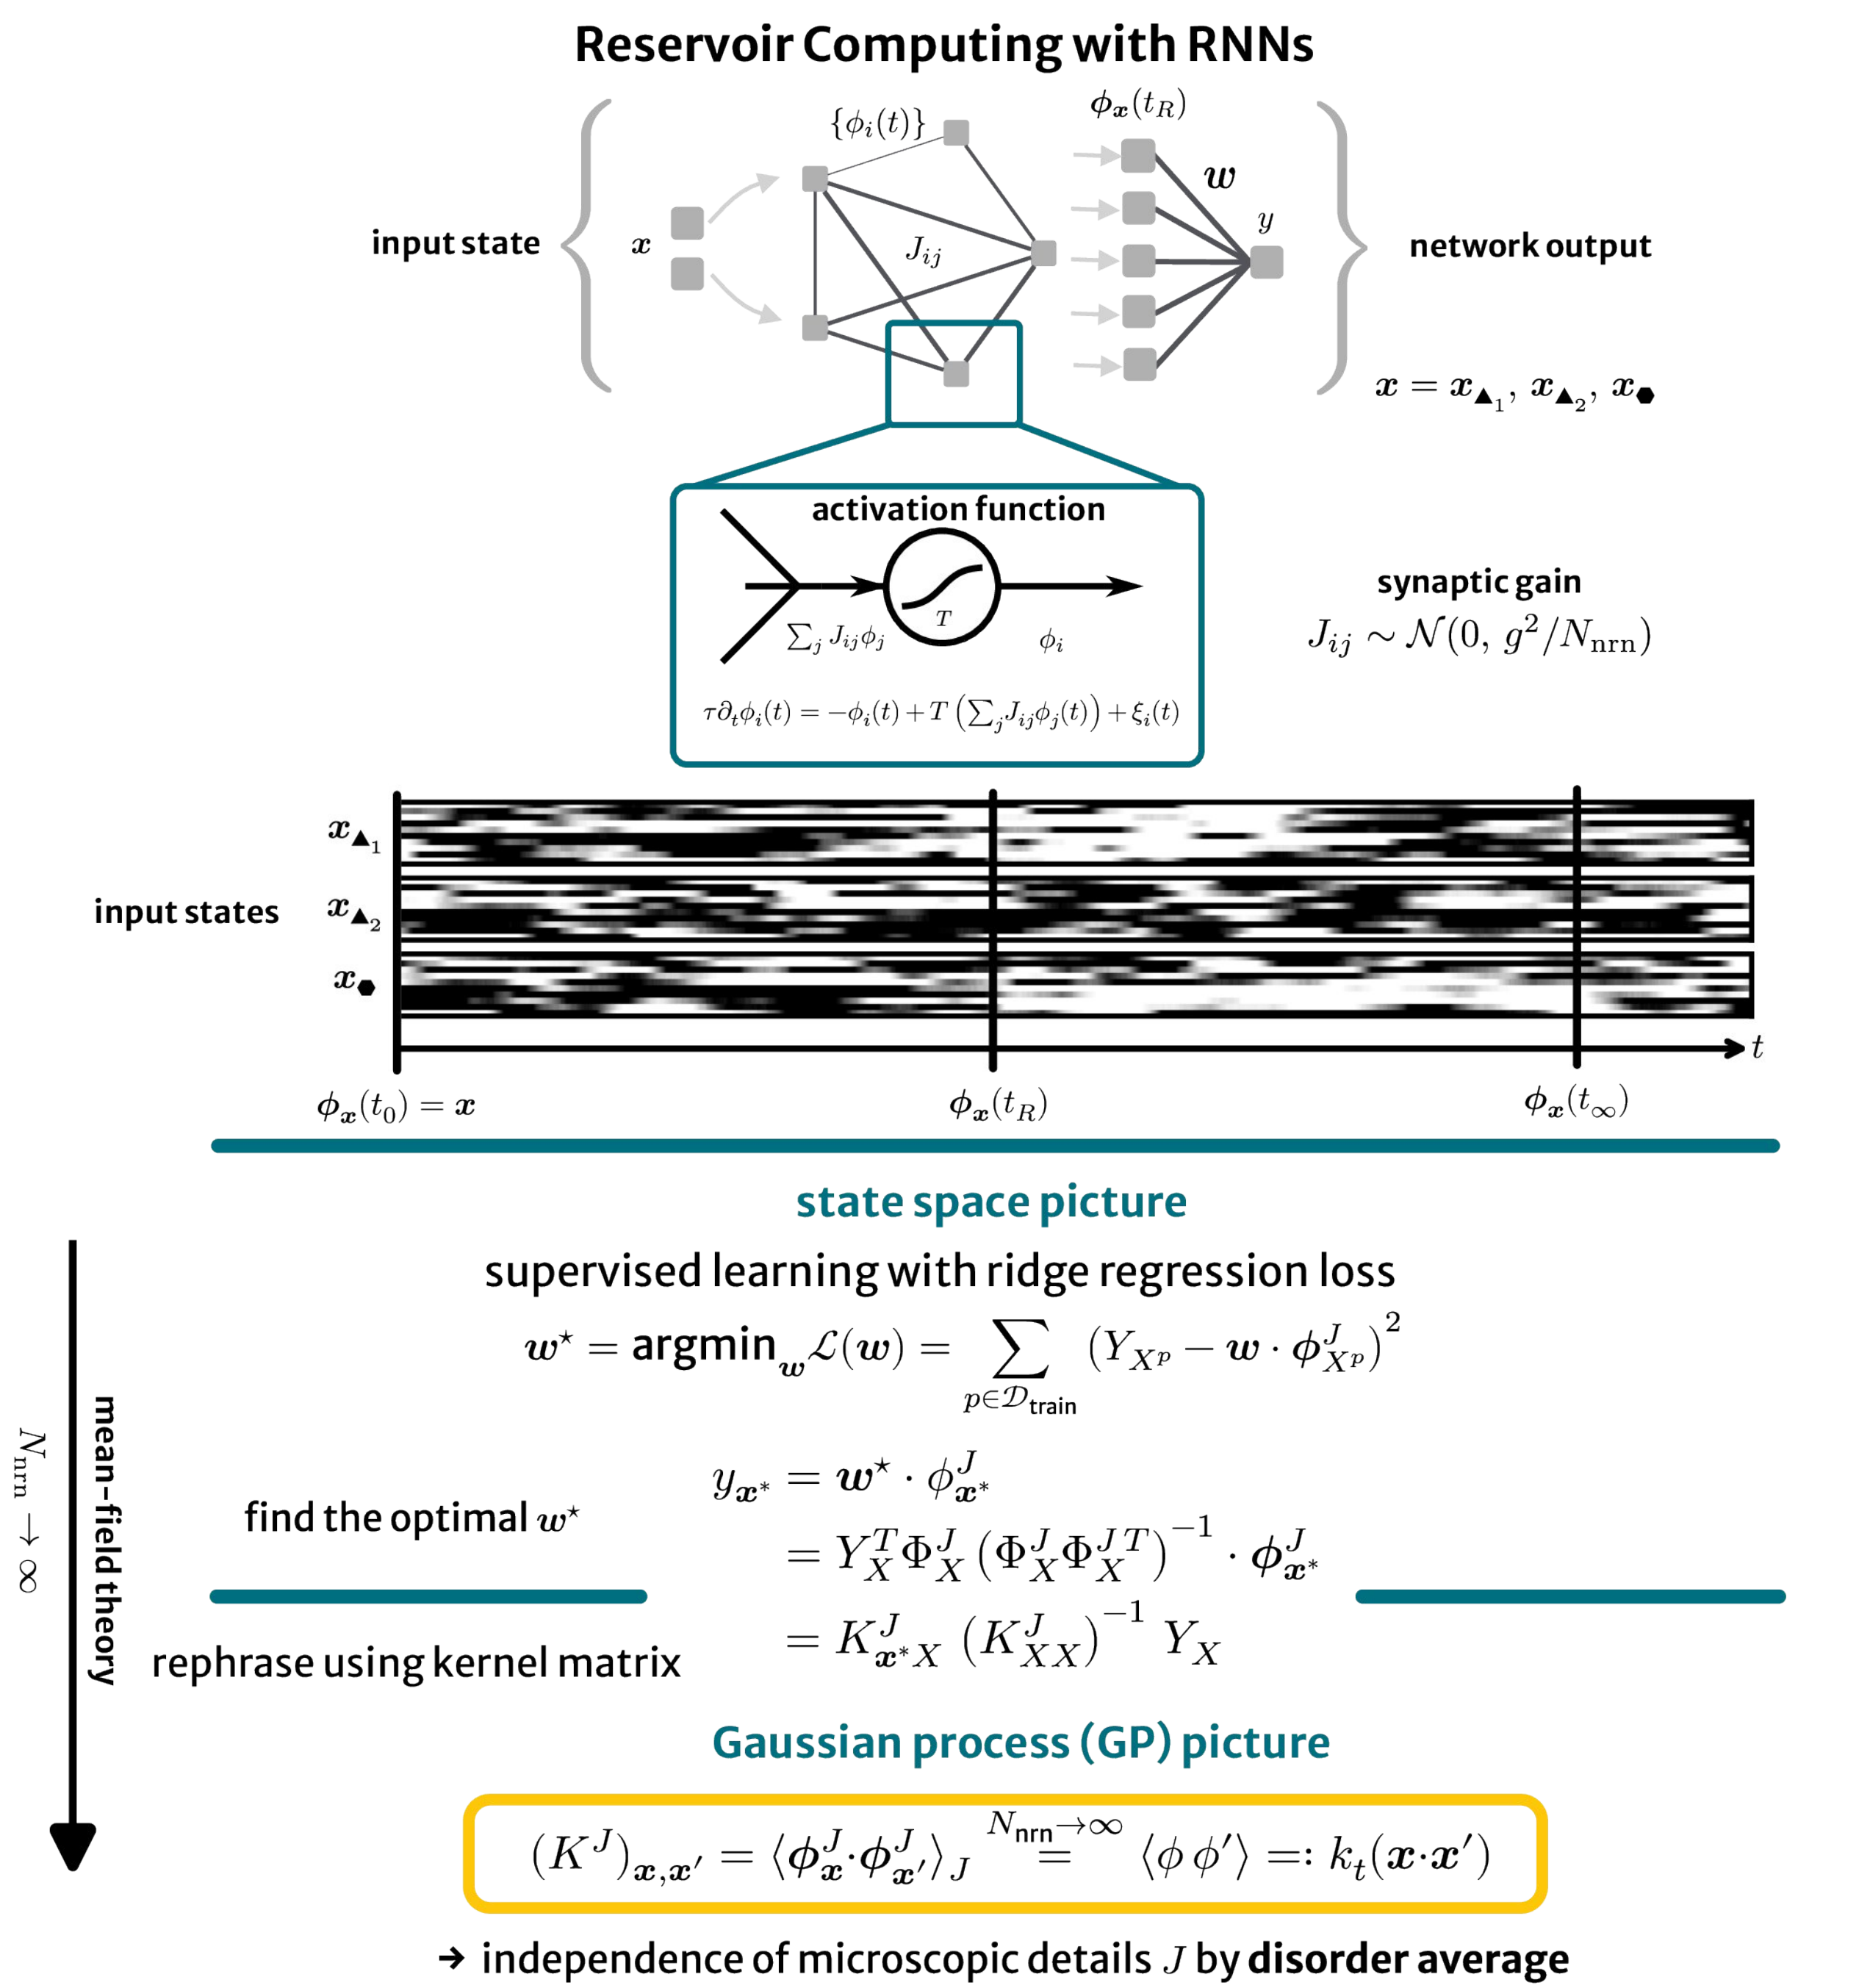 Reservoir Computing with RNNs
{ϕ_i(t)}
ϕ_x(t_R)
w
y
input state
x
J_ij
network output
x = x_▲1, x_▲2, x_⬣
activation function
T
∑_j J_ij ϕ_j
ϕ_i
τ∂_t ϕ_i(t) = −ϕ_i(t) + T (∑_j J_ij ϕ_j(t)) + ξ_i(t)
synaptic gain
J_ij ∼ 𝒩(0, g²/N_nrn)
input states
x_▲1
x_▲2
x_⬣
t
ϕ_x(t_0) = x
ϕ_x(t_R)
ϕ_x(t_∞)
state space picture
supervised learning with ridge regression loss
w^⋆ = argmin_w ℒ(w) = ∑_{p∈𝒟_train} (Y_{X^p} − w · ϕ^J_{X^p})²
mean-field theory
N_nrn → ∞
find the optimal w^⋆
y_{x*} = w^⋆ · ϕ^J_{x*}
= Y_X^T Φ_X^J (Φ_X^J Φ_X^{J T})^{−1} · ϕ^J_{x*}
rephrase using kernel matrix
= K^J_{x*X} (K^J_{XX})^{−1} Y_X
Gaussian process (GP) picture
(K^J)_{x,x′} = ⟨ϕ^J_x·ϕ^J_{x′}⟩_J =^{N_nrn→∞} ⟨ϕ ϕ′⟩ =: k_t(x·x′)
→ independence of microscopic details J by disorder average